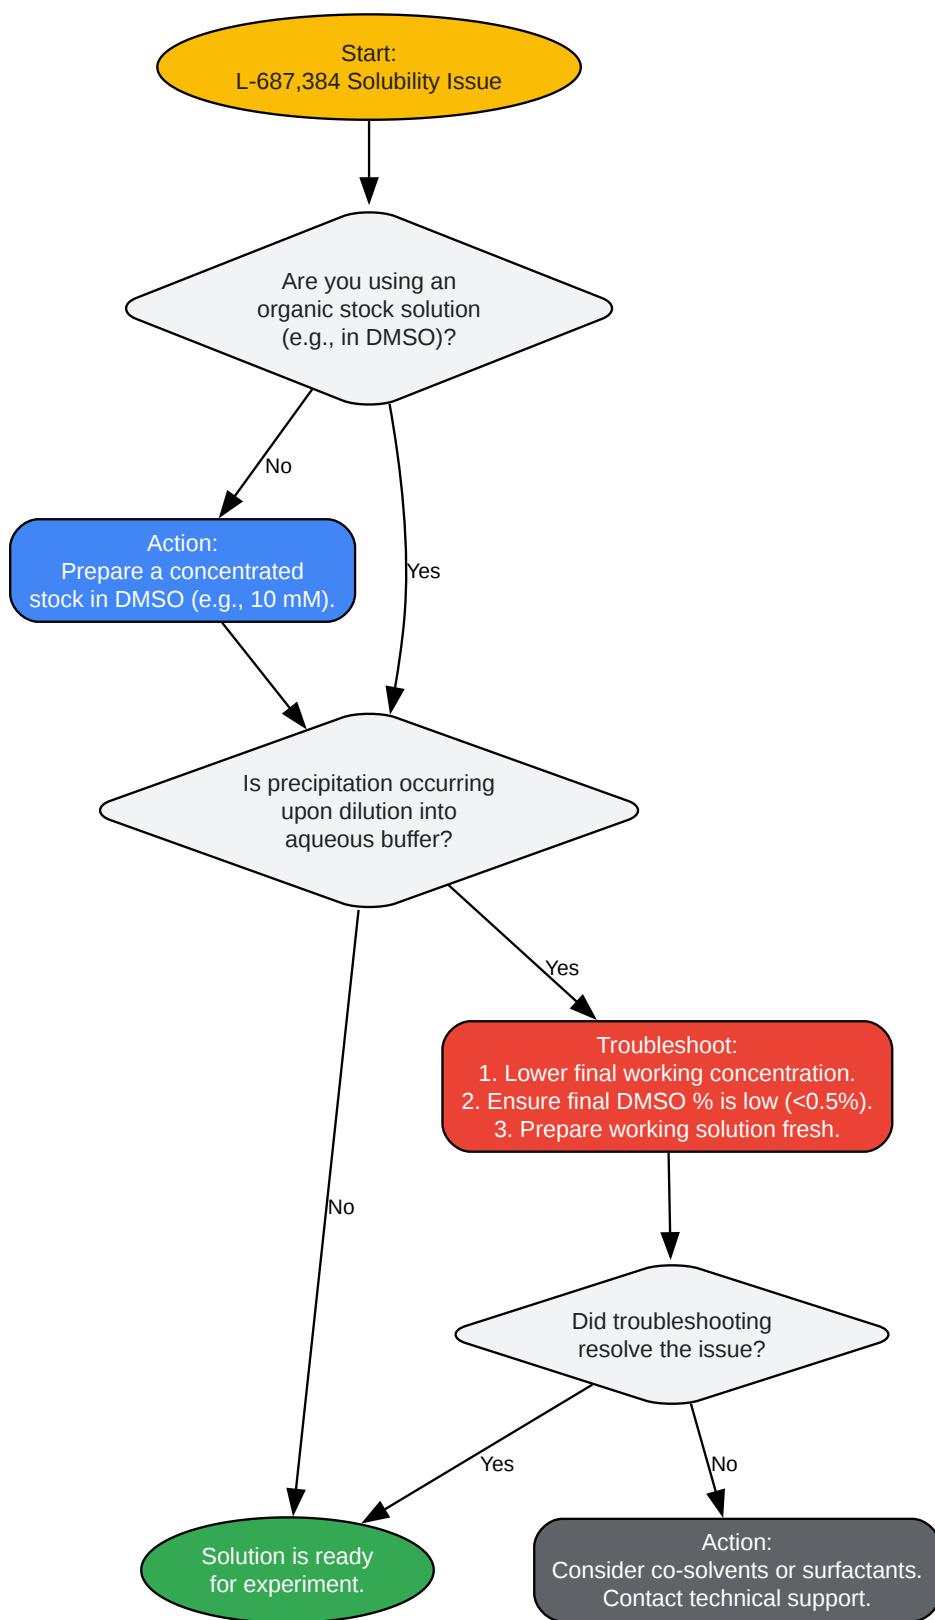 Start:
L-687,384 Solubility Issue
Are you using an
organic stock solution
(e.g., in DMSO)?
No
Yes
Action:
Prepare a concentrated
stock in DMSO (e.g., 10 mM).
Is precipitation occurring
upon dilution into
aqueous buffer?
Yes
No
Troubleshoot:
1. Lower final working concentration.
2. Ensure final DMSO % is low (<0.5%).
3. Prepare working solution fresh.
Did troubleshooting
resolve the issue?
Yes
No
Solution is ready
for experiment.
Action:
Consider co-solvents or surfactants.
Contact technical support.